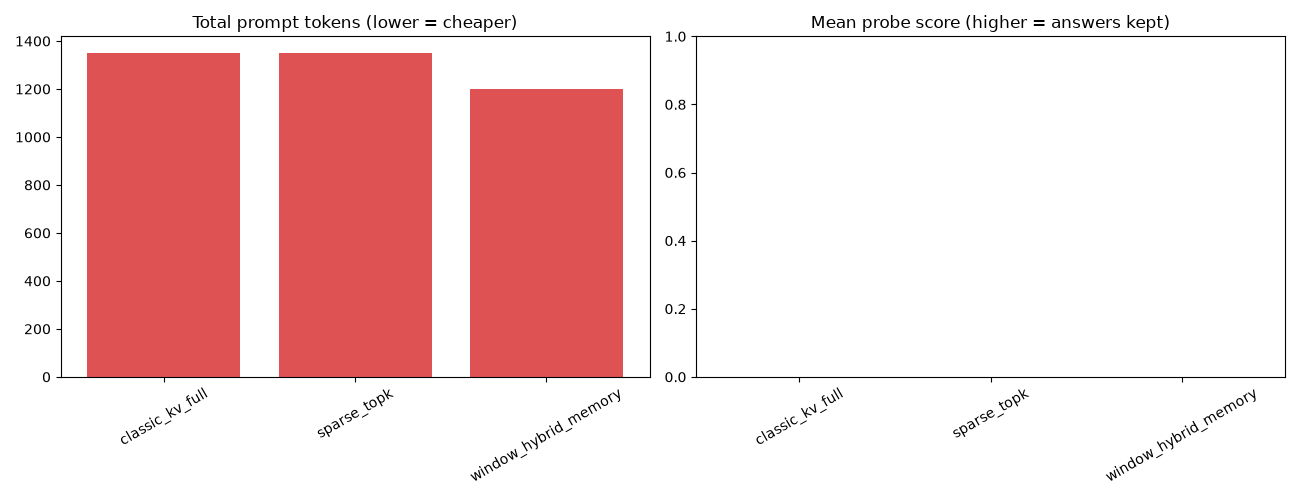 Total prompt tokens (lower = cheaper)
1400
1200
1000
800
600
400
200
0
classic_kv_full
sparse_topk
window_hybrid_memory
Mean probe score (higher = answers kept)
1.0
0.8
0.6
0.4
0.2
0.0
classic_kv_full
sparse_topk
window_hybrid_memory